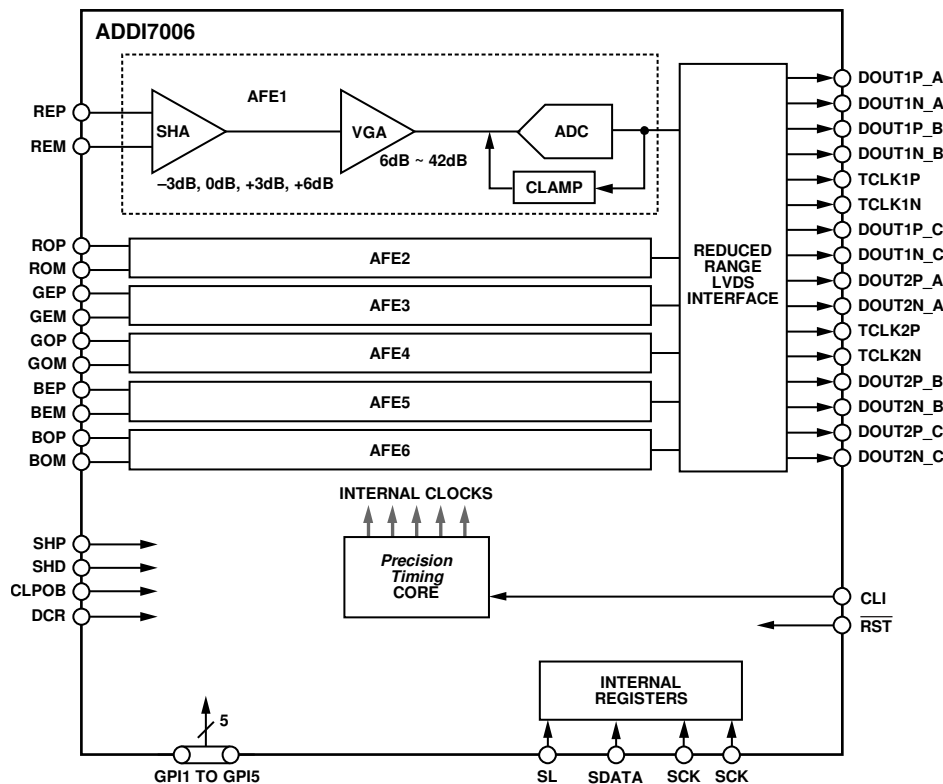 ADDI7006
REP
REM
AFE1
SHA
VGA
ADC
–3dB, 0dB, +3dB, +6dB
6dB ~ 42dB
CLAMP
ROP
ROM
AFE2
GEP
GEM
AFE3
GOP
GOM
AFE4
BEP
BEM
AFE5
BOP
BOM
AFE6
REDUCED
RANGE
LVDS
INTERFACE
DOUT1P_A
DOUT1N_A
DOUT1P_B
DOUT1N_B
TCLK1P
TCLK1N
DOUT1P_C
DOUT1N_C
DOUT2P_A
DOUT2N_A
TCLK2P
TCLK2N
DOUT2P_B
DOUT2N_B
DOUT2P_C
DOUT2N_C
INTERNAL CLOCKS
Precision
Timing
CORE
SHP
SHD
CLPOB
DCR
CLI
RST
INTERNAL
REGISTERS
5
GPI1 TO GPI5
SL
SDATA
SCK
SCK